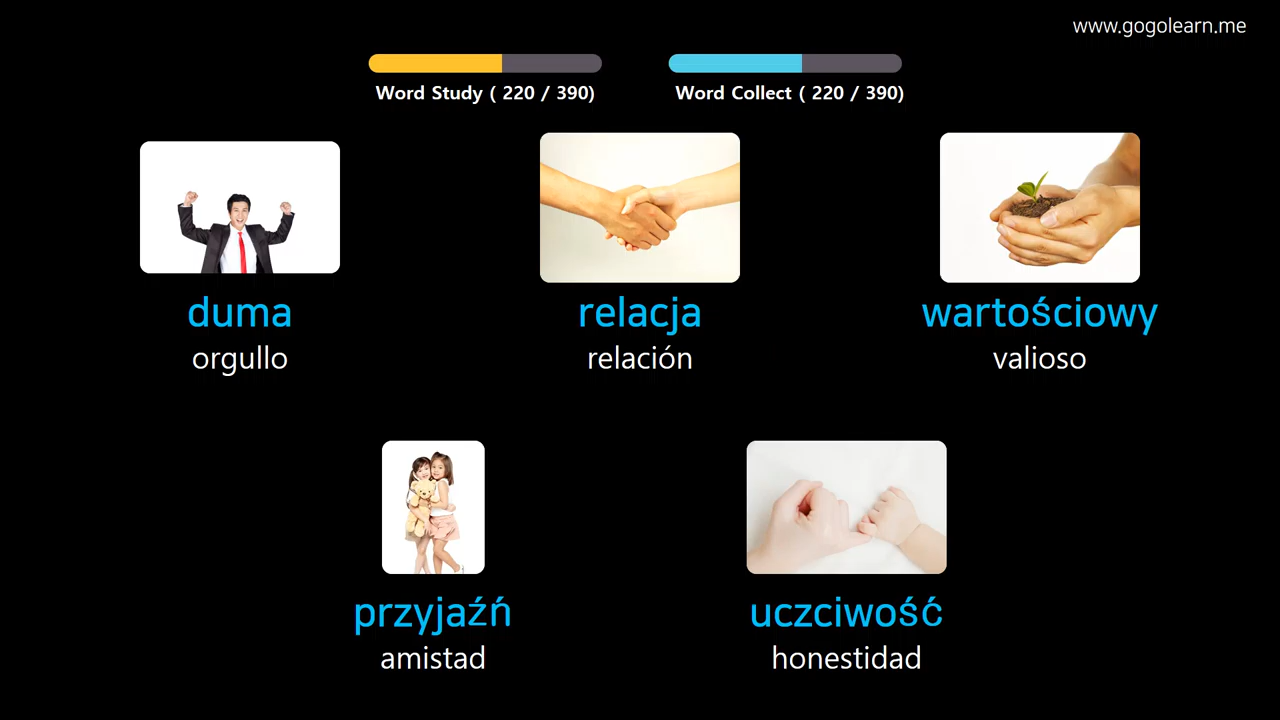 www.gogolearn.me
Word Study ( 220 / 390)
Word Collect ( 220 / 390)
duma
orgullo
relacja
relación
wartościowy
valioso
przyjaźń
amistad
uczciwość
honestidad